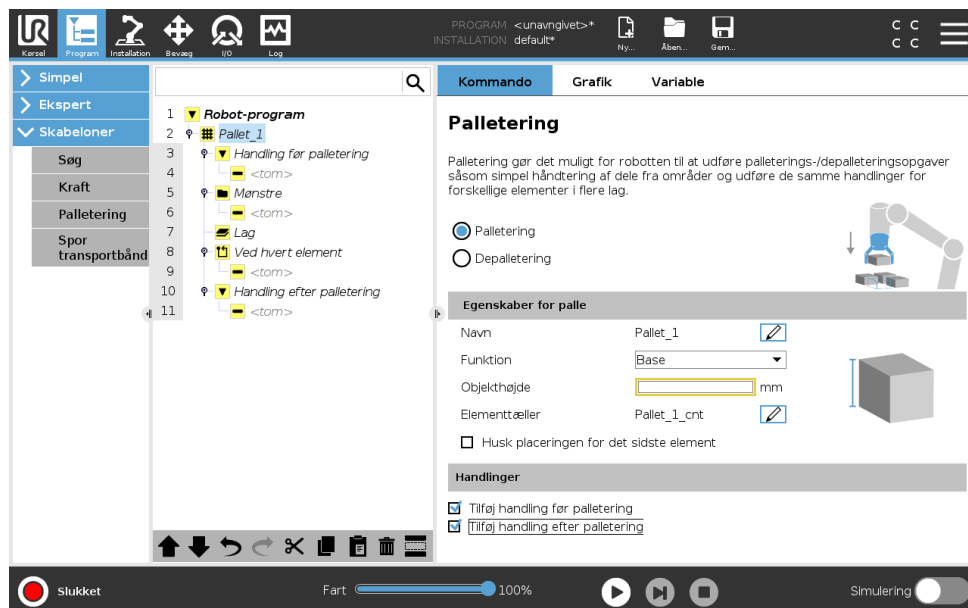 PROGRAM <unavngivet>*
INSTALLATION default*
Kørsel
Program
Installation
Bevæg
I/O
Log
Ny...
Åben...
Gem...
C C
C C
Simpel
Ekspert
Skabeloner
Søg
Kraft
Palletering
Spor
transportbånd
1 Robot-program
2 Pallet_1
3 Handling før palletering
4 <tom>
5 Mønstre
6 <tom>
7 Lag
8 Ved hvert element
9 <tom>
10 Handling efter palletering
11 <tom>
Kommando
Grafik
Variable
Palletering
Palletering gør det muligt for robotten til at udføre palleterings-/depalleteringsopgaver
såsom simpel håndtering af dele fra områder og udføre de samme handlinger for
forskellige elementer i flere lag.
Palletering
Depalletering
Egenskaber for palle
Navn Pallet_1
Funktion Base
Objekthøjde mm
Elementtæller Pallet_1_cnt
Husk placeringen for det sidste element
Handlinger
Tilføj handling før palletering
Tilføj handling efter palletering
Slukket
Fart 100%
Simulering